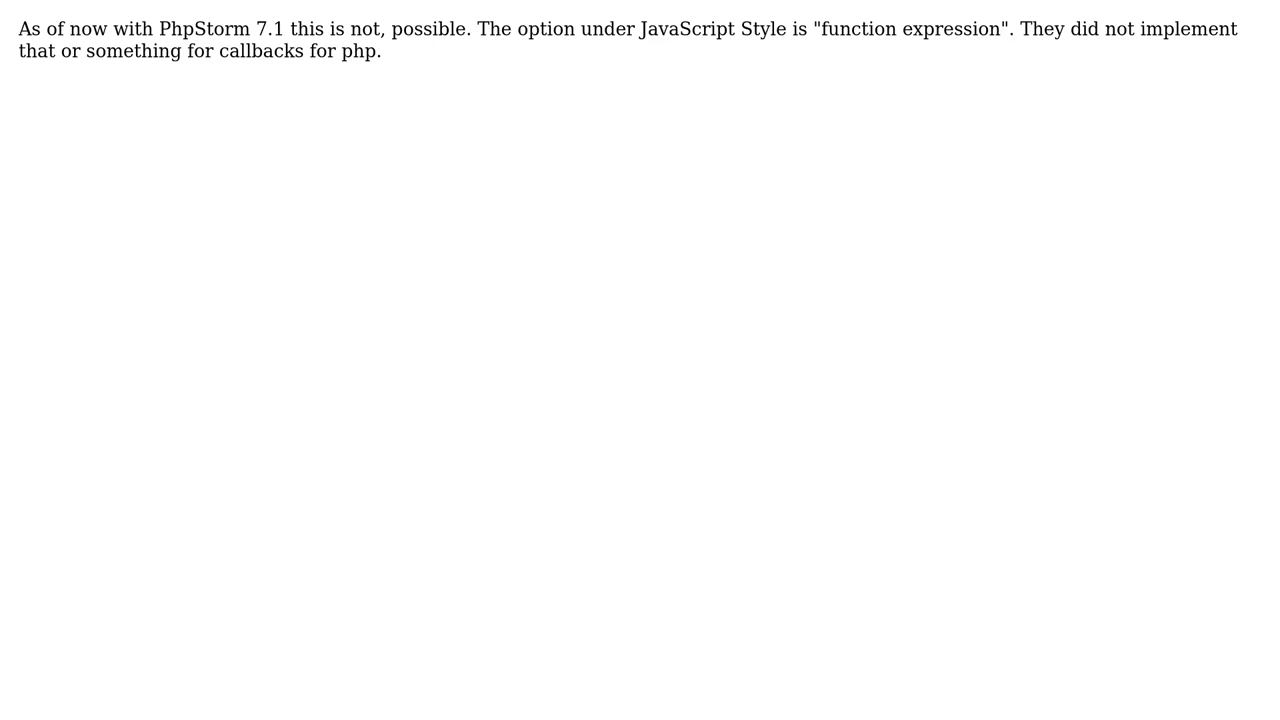 As of now with PhpStorm 7.1 this is not, possible. The option under JavaScript Style is "function expression". They did not implement
that or something for callbacks for php.